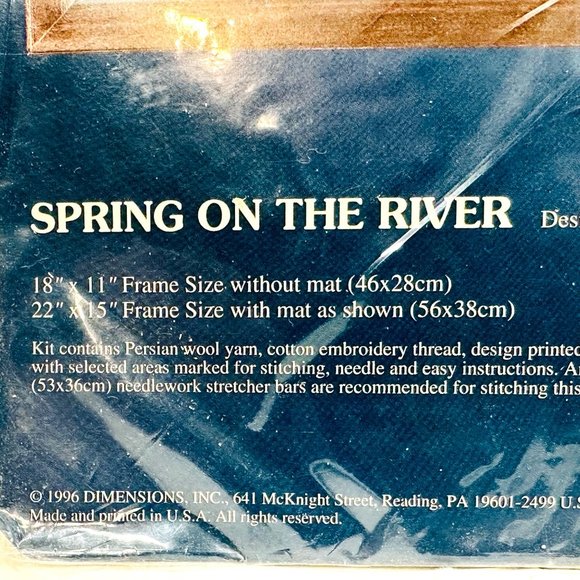 SPRING ON THE RIVER Desi
18" x 11" Frame Size without mat (46x28cm)
22" x 15" Frame Size with mat as shown (56x38cm)
Kit contains Persian wool yarn, cotton embroidery thread, design printed
with selected areas marked for stitching, needle and easy instructions.
(53x36cm) needlework stretcher bars are recommended for stitching this
© 1996 DIMENSIONS, INC., 641 McKnight Street, Reading, PA 19601-2499 U.S.
Made and printed in U.S.A. All rights reserved.